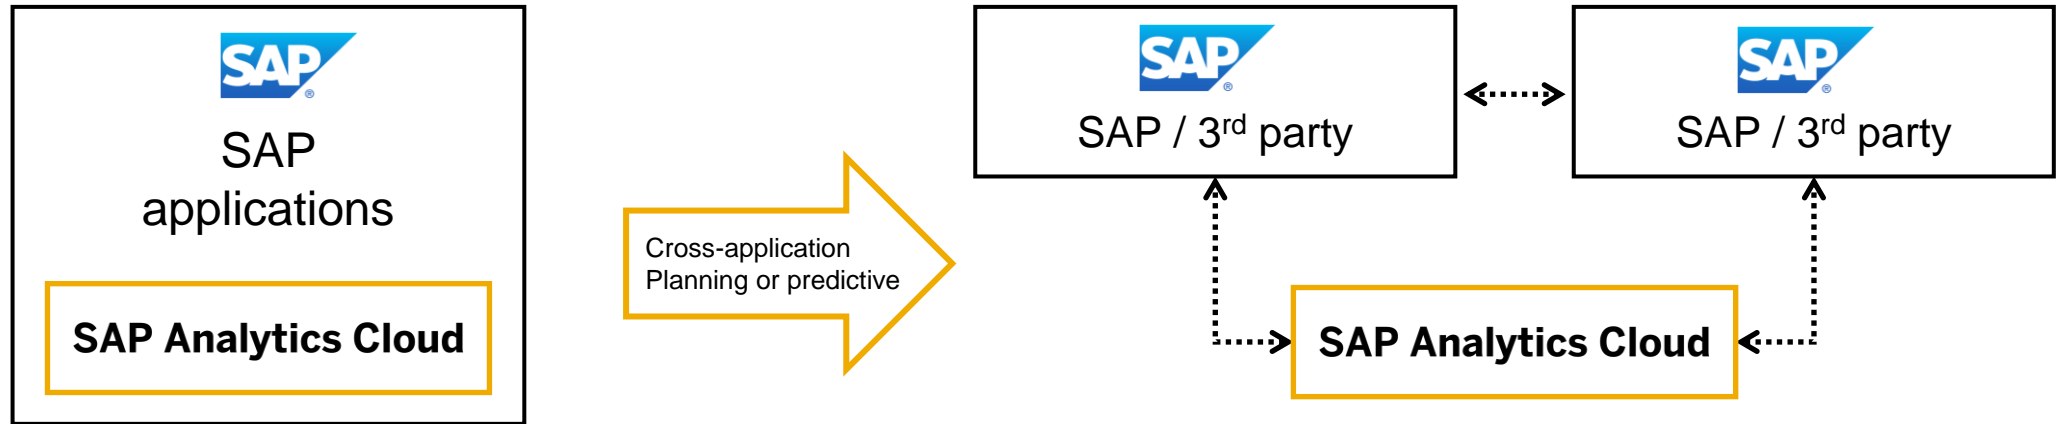 SAP®
SAP
applications
SAP Analytics Cloud
Cross-application
Planning or predictive
SAP®
SAP / 3rd party
SAP®
SAP / 3rd party
SAP Analytics Cloud